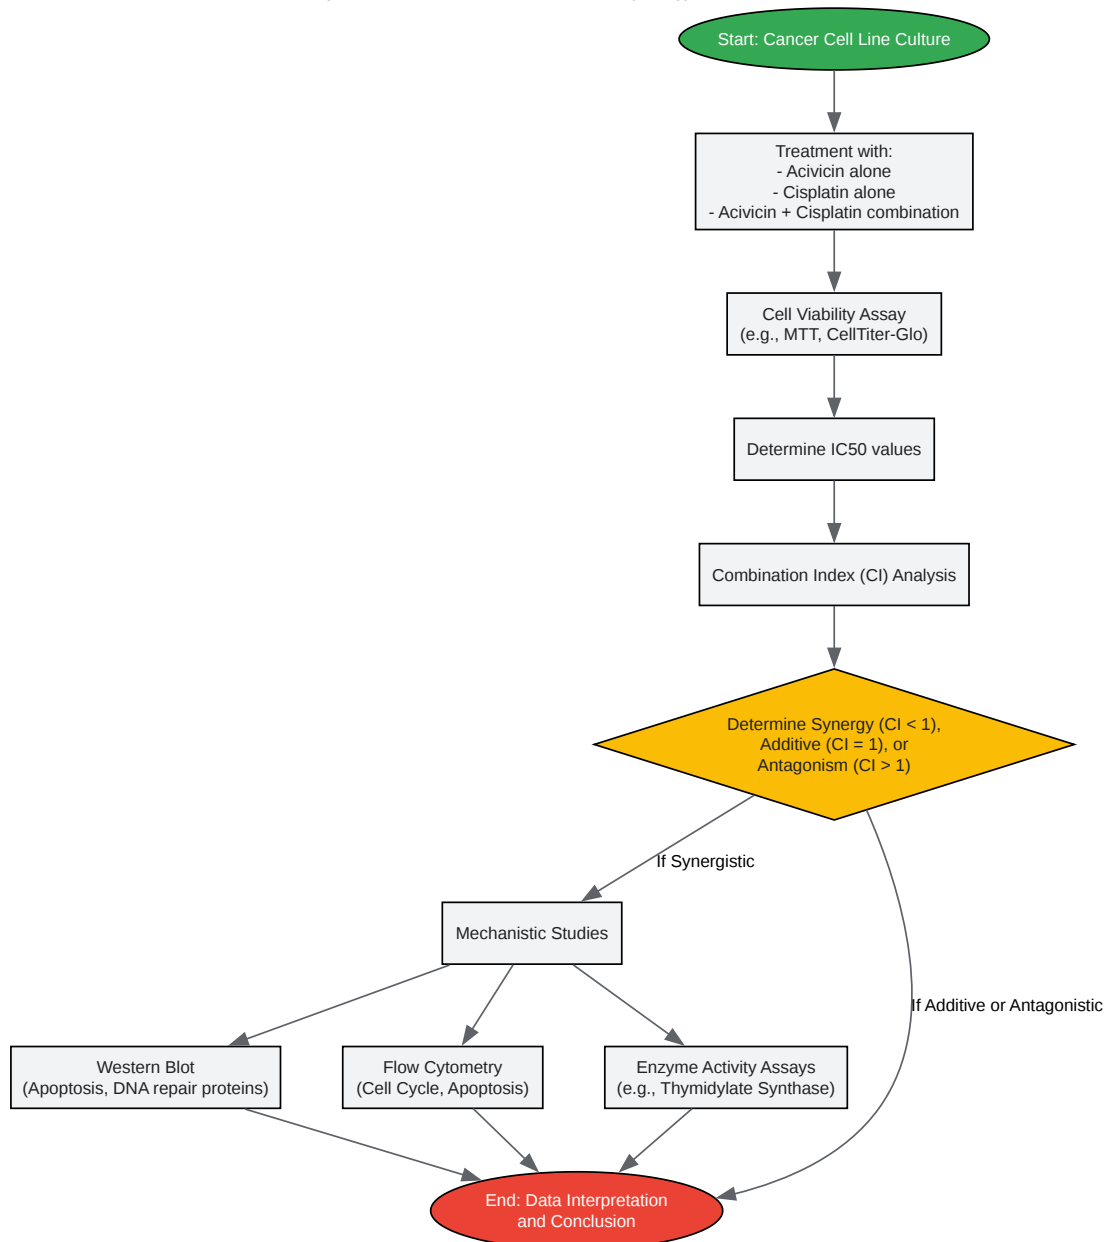 Start: Cancer Cell Line Culture
Treatment with:
- Acivicin alone
- Cisplatin alone
- Acivicin + Cisplatin combination
Cell Viability Assay
(e.g., MTT, CellTiter-Glo)
Determine IC50 values
Combination Index (CI) Analysis
Determine Synergy (CI < 1),
Additive (CI = 1), or
Antagonism (CI > 1)
If Synergistic
Mechanistic Studies
If Additive or Antagonistic
Western Blot
(Apoptosis, DNA repair proteins)
Flow Cytometry
(Cell Cycle, Apoptosis)
Enzyme Activity Assays
(e.g., Thymidylate Synthase)
End: Data Interpretation
and Conclusion